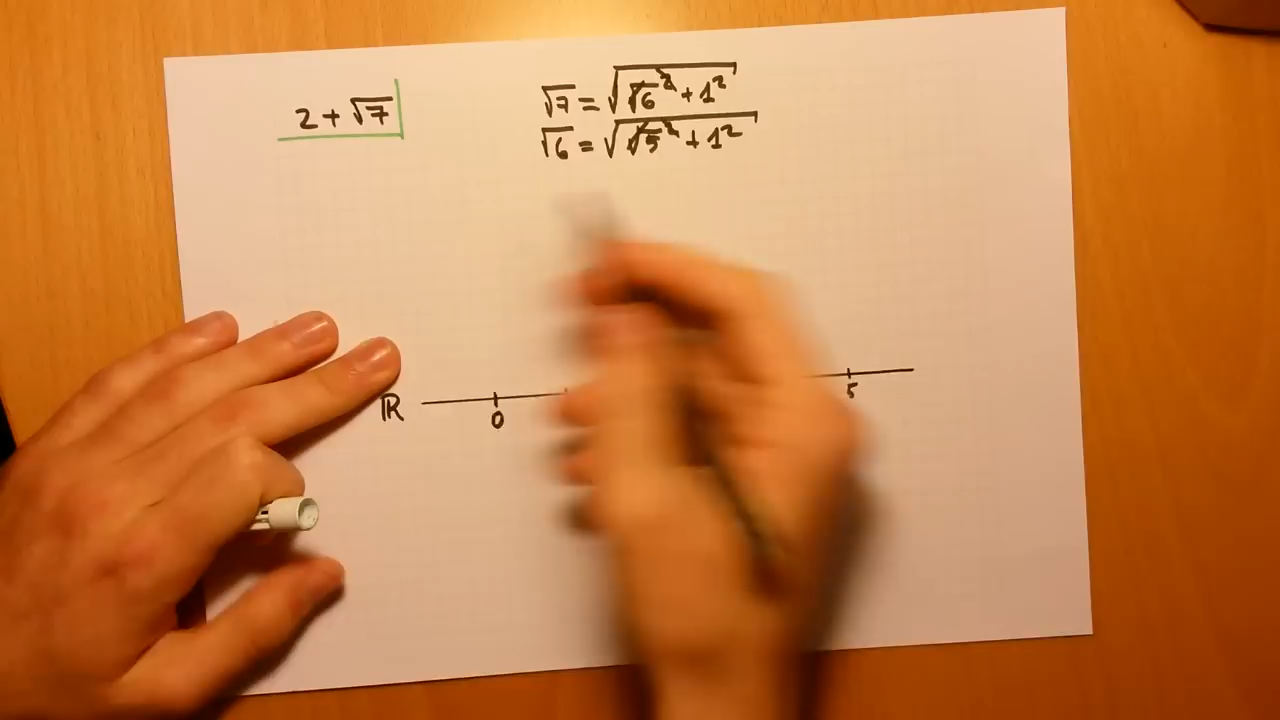 2 + √7
√7 = √(√6² + 1²)
√6 = √(√5² + 1²)
ℝ 0 5